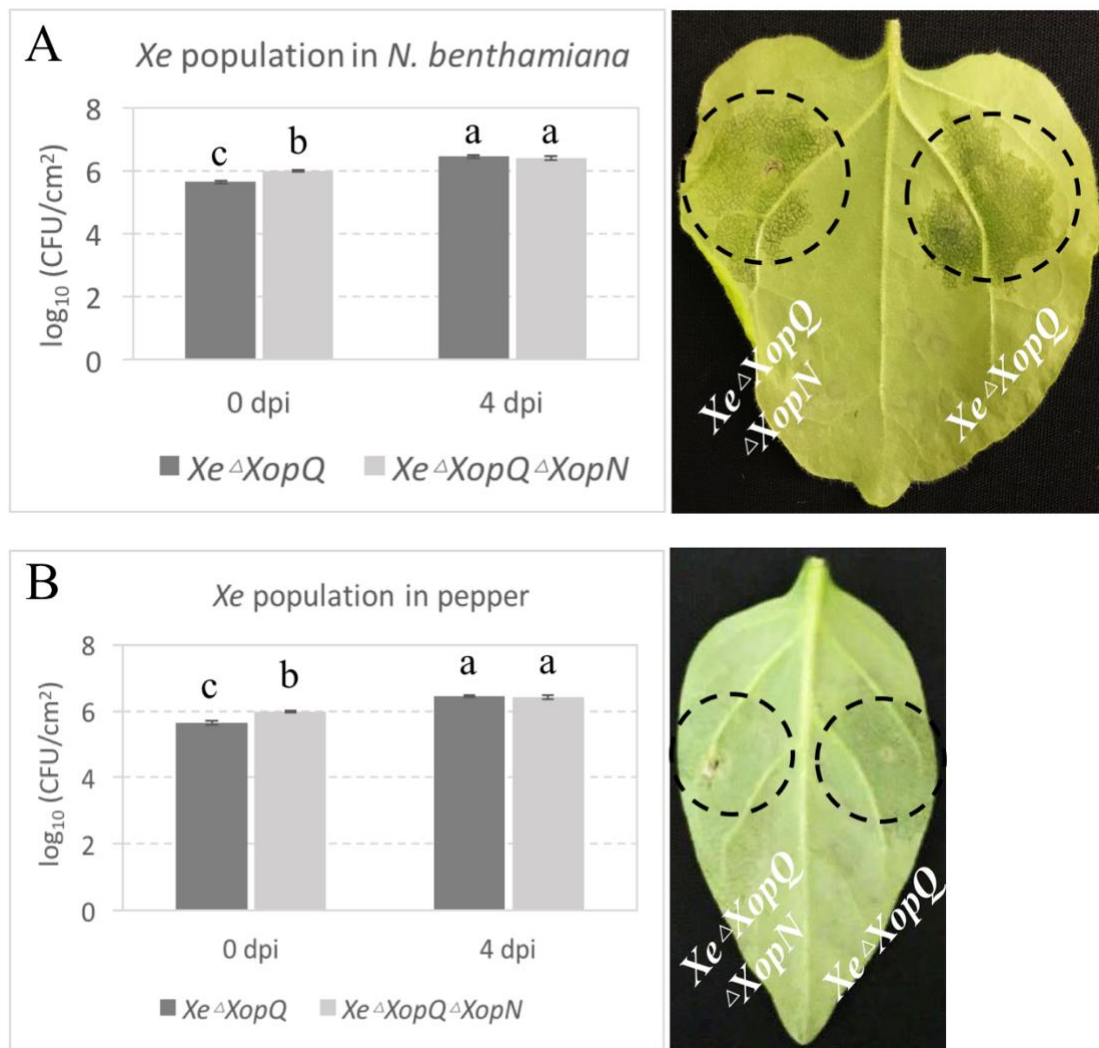 A
Xe population in N. benthamiana
log₁₀ (CFU/cm²)
8
6
4
2
0
c
b
a
a
0 dpi
4 dpi
Xe △XopQ
Xe △XopQ △XopN
Xe △XopQ
△XopN
Xe △XopQ
B
Xe population in pepper
log₁₀ (CFU/cm²)
8
6
4
2
0
c
b
a
a
0 dpi
4 dpi
Xe △XopQ
Xe △XopQ △XopN
Xe △XopQ
△XopN
Xe △XopQ